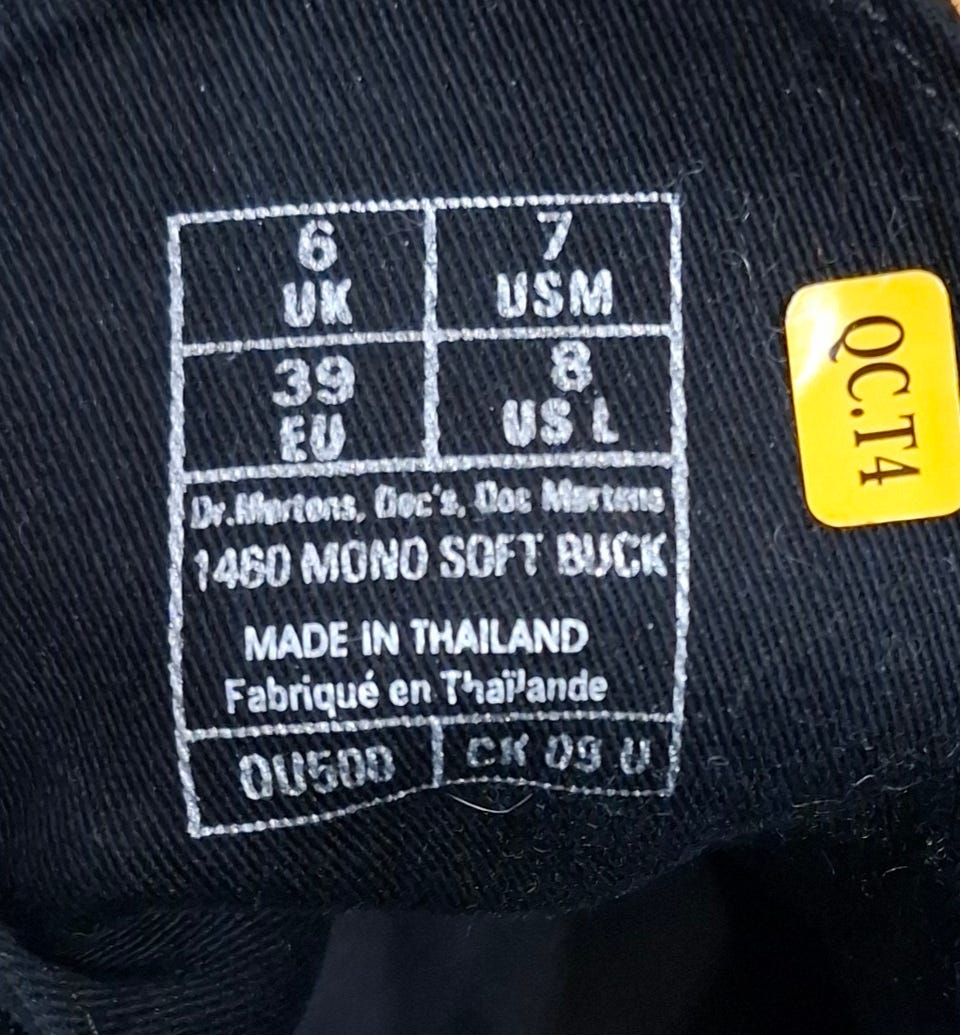 6 7
UK USM
39 8
EU US L
Dr.Martens, Doc's, Doc Martens
1460 MONO SOFT BUCK
MADE IN THAILAND
Fabriqué en Thaïlande
OU500 CK 09 U
QC.T4